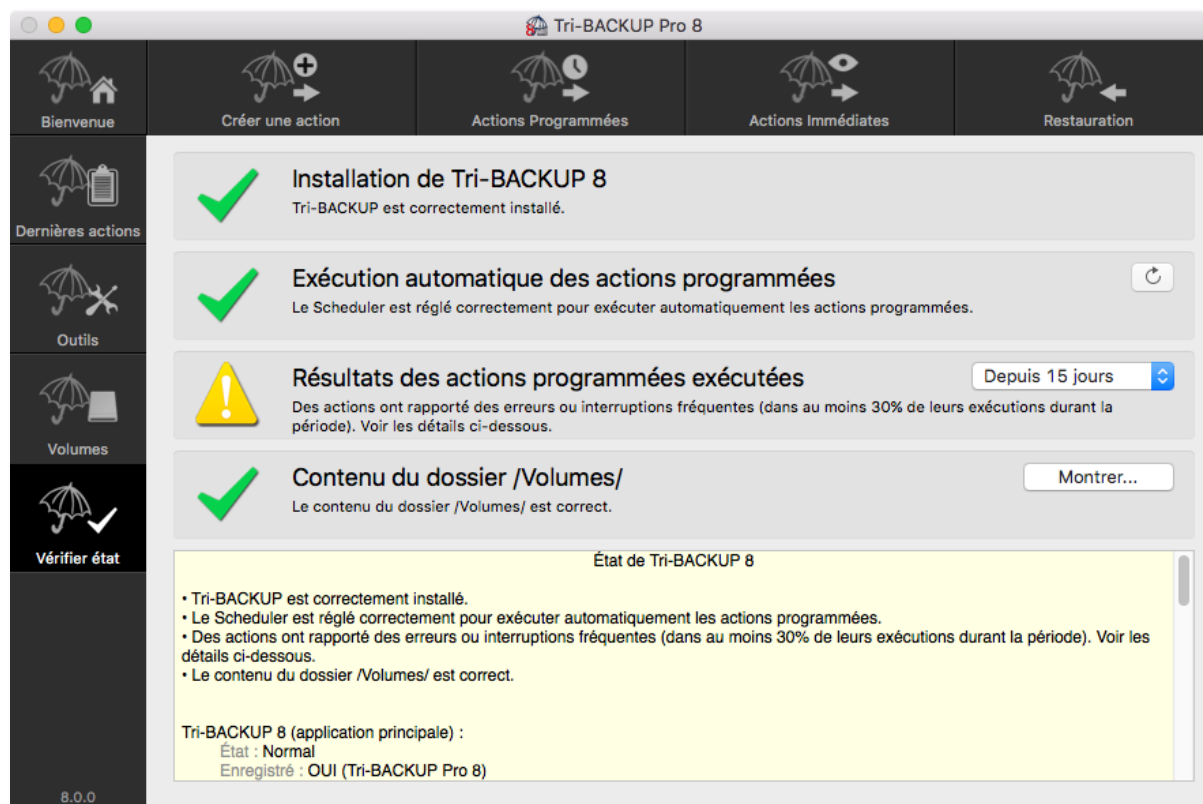 Tri-BACKUP Pro 8
Bienvenue
Créer une action
Actions Programmées
Actions Immédiates
Restauration
Dernières actions
Outils
Volumes
Vérifier état
8.0.0
Installation de Tri-BACKUP 8
Tri-BACKUP est correctement installé.
Exécution automatique des actions programmées
Le Scheduler est réglé correctement pour exécuter automatiquement les actions programmées.
Résultats des actions programmées exécutées
Depuis 15 jours
Des actions ont rapporté des erreurs ou interruptions fréquentes (dans au moins 30% de leurs exécutions durant la
période). Voir les détails ci-dessous.
Contenu du dossier /Volumes/
Montrer...
Le contenu du dossier /Volumes/ est correct.
État de Tri-BACKUP 8
• Tri-BACKUP est correctement installé.
• Le Scheduler est réglé correctement pour exécuter automatiquement les actions programmées.
• Des actions ont rapporté des erreurs ou interruptions fréquentes (dans au moins 30% de leurs exécutions durant la période). Voir les
détails ci-dessous.
• Le contenu du dossier /Volumes/ est correct.
Tri-BACKUP 8 (application principale) :
État : Normal
Enregistré : OUI (Tri-BACKUP Pro 8)